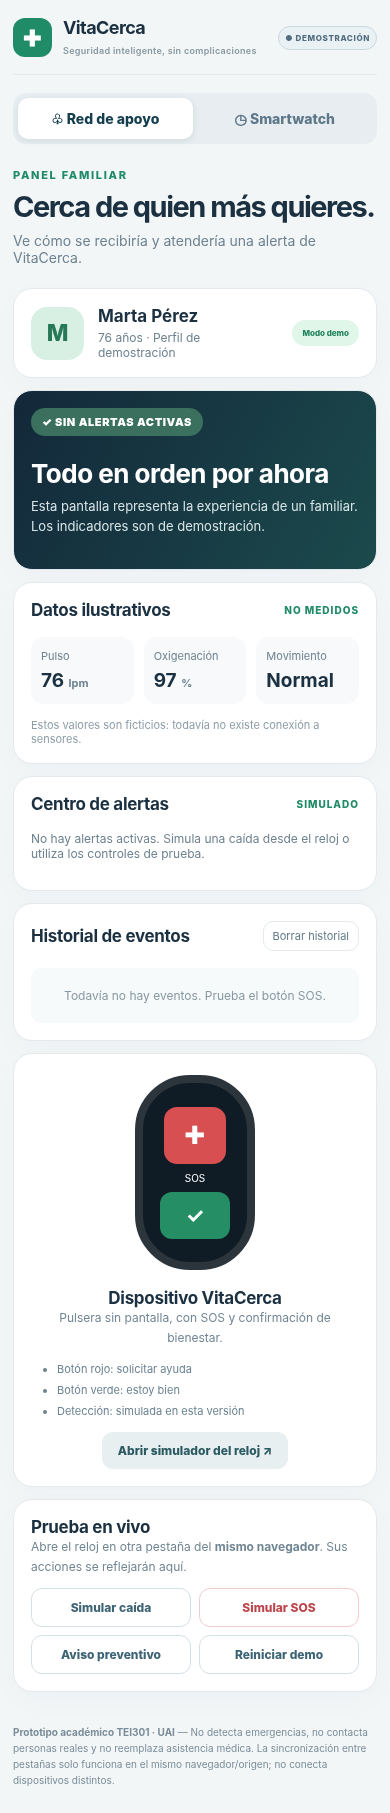 VitaCerca
Seguridad inteligente, sin complicaciones
DEMOSTRACIÓN
Red de apoyo
Smartwatch
PANEL FAMILIAR
Cerca de quien más quieres.
Ve cómo se recibiría y atendería una alerta de
VitaCerca.
M
Marta Pérez
76 años · Perfil de
demostración
Modo demo
✓ SIN ALERTAS ACTIVAS
Todo en orden por ahora
Esta pantalla representa la experiencia de un familiar.
Los indicadores son de demostración.
Datos ilustrativos
NO MEDIDOS
Pulso
76 lpm
Oxigenación
97 %
Movimiento
Normal
Estos valores son ficticios: todavía no existe conexión a
sensores.
Centro de alertas
SIMULADO
No hay alertas activas. Simula una caída desde el reloj o
utiliza los controles de prueba.
Historial de eventos
Borrar historial
Todavía no hay eventos. Prueba el botón SOS.
SOS
Dispositivo VitaCerca
Pulsera sin pantalla, con SOS y confirmación de
bienestar.
• Botón rojo: solicitar ayuda
• Botón verde: estoy bien
• Detección: simulada en esta versión
Abrir simulador del reloj ↗
Prueba en vivo
Abre el reloj en otra pestaña del mismo navegador. Sus
acciones se reflejarán aquí.
Simular caída
Simular SOS
Aviso preventivo
Reiniciar demo
Prototipo académico TEI301 · UAI — No detecta emergencias, no contacta
personas reales y no reemplaza asistencia médica. La sincronización entre
pestañas solo funciona en el mismo navegador/origen; no conecta
dispositivos distintos.